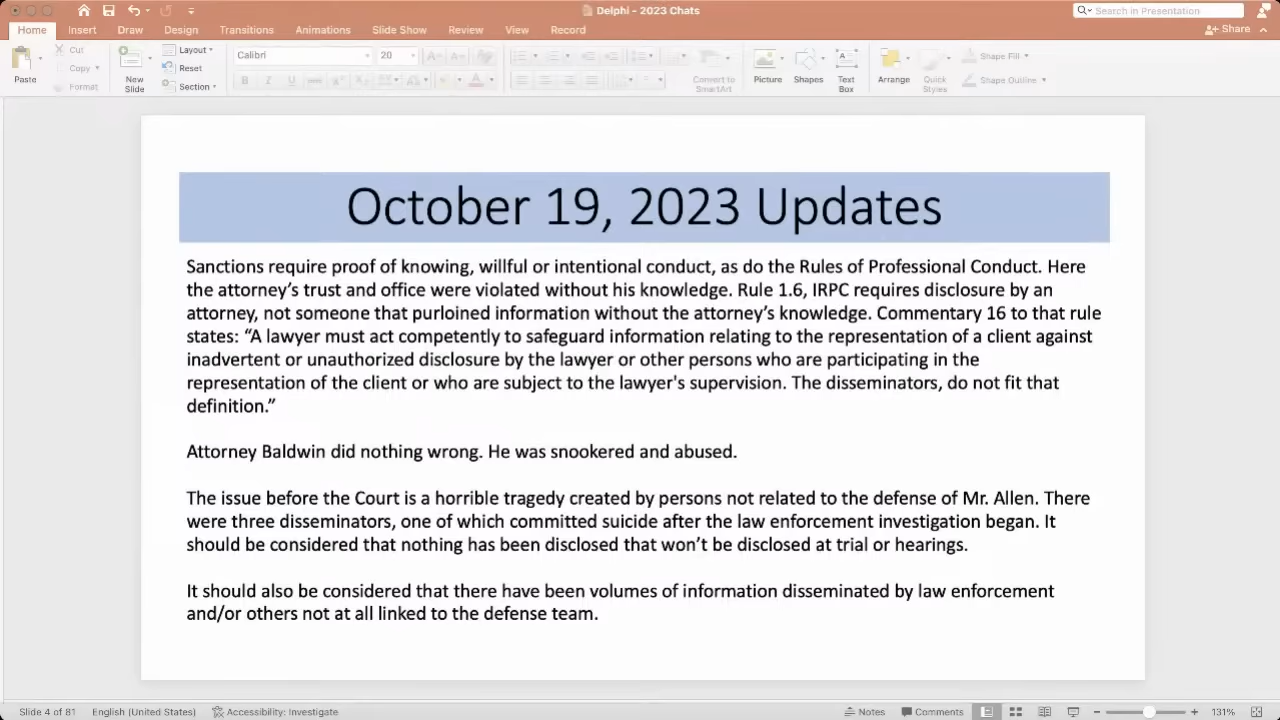 Delphi - 2023 Chats
Search in Presentation
Home Insert Draw Design Transitions Animations Slide Show Review View Record
Share
Paste
Cut
Copy
Format
New Slide
Layout
Reset
Section
Calibri
20
Convert to SmartArt
Picture
Shapes
Text Box
Arrange
Quick Styles
Shape Fill
Shape Outline
October 19, 2023 Updates
Sanctions require proof of knowing, willful or intentional conduct, as do the Rules of Professional Conduct. Here
the attorney’s trust and office were violated without his knowledge. Rule 1.6, IRPC requires disclosure by an
attorney, not someone that purloined information without the attorney’s knowledge. Commentary 16 to that rule
states: “A lawyer must act competently to safeguard information relating to the representation of a client against
inadvertent or unauthorized disclosure by the lawyer or other persons who are participating in the
representation of the client or who are subject to the lawyer's supervision. The disseminators, do not fit that
definition.”
Attorney Baldwin did nothing wrong. He was snookered and abused.
The issue before the Court is a horrible tragedy created by persons not related to the defense of Mr. Allen. There
were three disseminators, one of which committed suicide after the law enforcement investigation began. It
should be considered that nothing has been disclosed that won’t be disclosed at trial or hearings.
It should also be considered that there have been volumes of information disseminated by law enforcement
and/or others not at all linked to the defense team.
Slide 4 of 81 English (United States) Accessibility: Investigate Notes Comments 131%